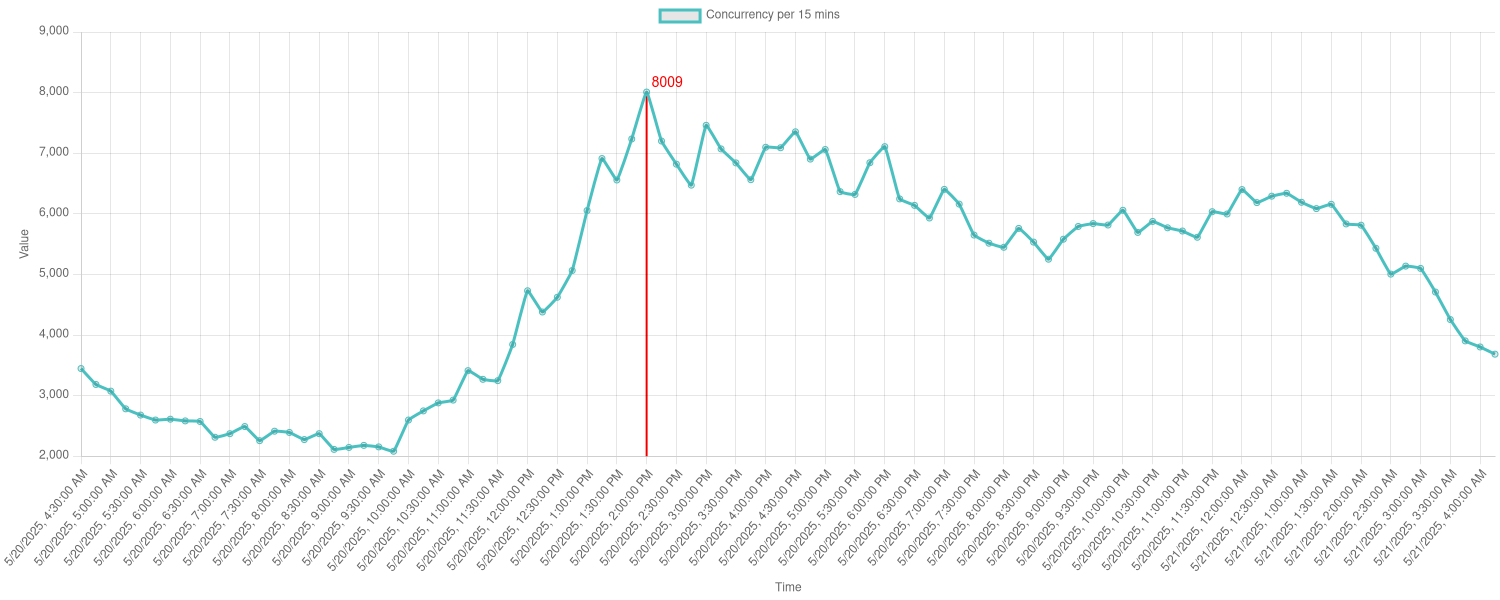 Concurrency per 15 mins
9,000
8,000
7,000
6,000
5,000
4,000
3,000
2,000
Value
8009
5/20/2025, 4:30:00 AM
5/20/2025, 5:00:00 AM
5/20/2025, 5:30:00 AM
5/20/2025, 6:00:00 AM
5/20/2025, 6:30:00 AM
5/20/2025, 7:00:00 AM
5/20/2025, 7:30:00 AM
5/20/2025, 8:00:00 AM
5/20/2025, 8:30:00 AM
5/20/2025, 9:00:00 AM
5/20/2025, 9:30:00 AM
5/20/2025, 10:00:00 AM
5/20/2025, 10:30:00 AM
5/20/2025, 11:00:00 AM
5/20/2025, 11:30:00 AM
5/20/2025, 12:00:00 PM
5/20/2025, 12:30:00 PM
5/20/2025, 1:00:00 PM
5/20/2025, 1:30:00 PM
5/20/2025, 2:00:00 PM
5/20/2025, 2:30:00 PM
5/20/2025, 3:00:00 PM
5/20/2025, 3:30:00 PM
5/20/2025, 4:00:00 PM
5/20/2025, 4:30:00 PM
5/20/2025, 5:00:00 PM
5/20/2025, 5:30:00 PM
5/20/2025, 6:00:00 PM
5/20/2025, 6:30:00 PM
5/20/2025, 7:00:00 PM
5/20/2025, 7:30:00 PM
5/20/2025, 8:00:00 PM
5/20/2025, 8:30:00 PM
5/20/2025, 9:00:00 PM
5/20/2025, 9:30:00 PM
5/20/2025, 10:00:00 PM
5/20/2025, 10:30:00 PM
5/20/2025, 11:00:00 PM
5/20/2025, 11:30:00 PM
5/21/2025, 12:00:00 AM
5/21/2025, 12:30:00 AM
5/21/2025, 1:00:00 AM
5/21/2025, 1:30:00 AM
5/21/2025, 2:00:00 AM
5/21/2025, 2:30:00 AM
5/21/2025, 3:00:00 AM
5/21/2025, 3:30:00 AM
5/21/2025, 4:00:00 AM
Time